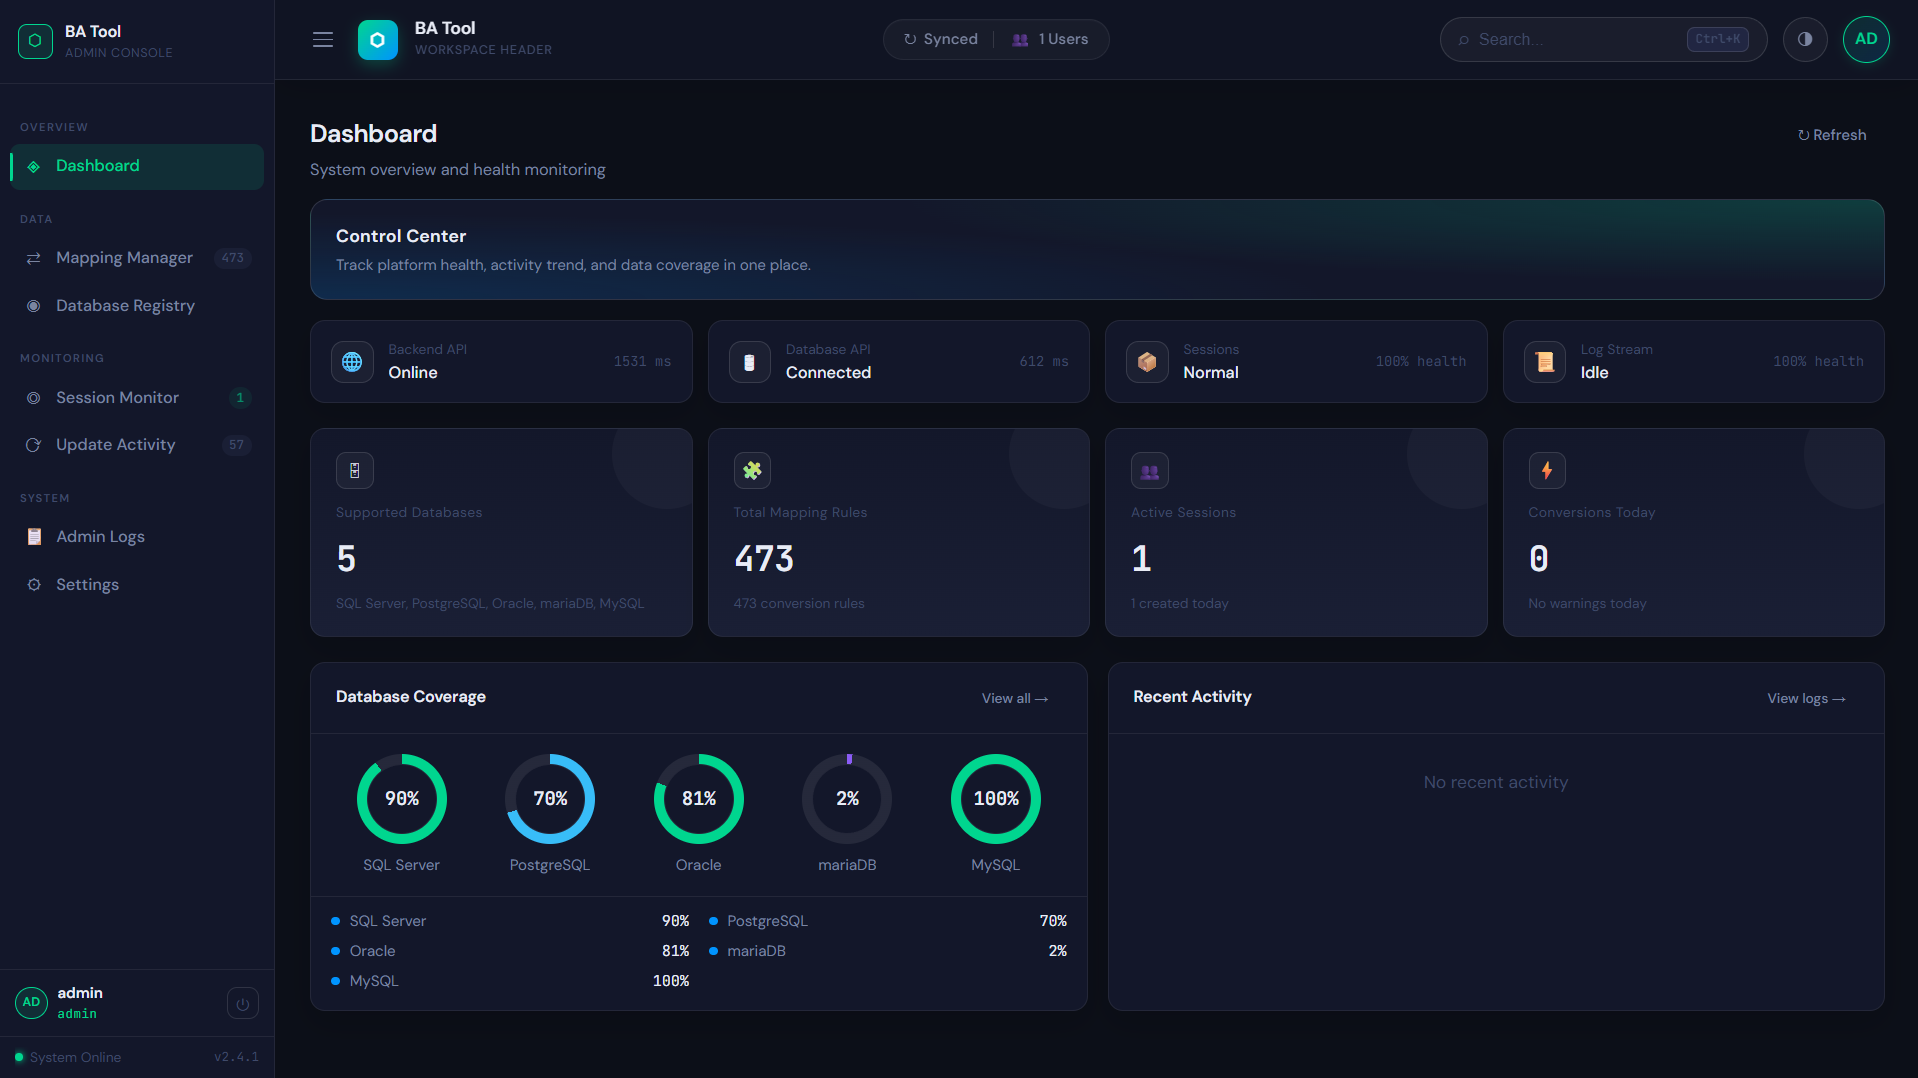 BA Tool
ADMIN CONSOLE
OVERVIEW
Dashboard
DATA
Mapping Manager 473
Database Registry
MONITORING
Session Monitor 1
Update Activity 57
SYSTEM
Admin Logs
Settings
AD admin
admin
System Online v2.4.1
BA Tool
WORKSPACE HEADER
Synced 1 Users
Search... Ctrl+K
AD
Dashboard
System overview and health monitoring
Refresh
Control Center
Track platform health, activity trend, and data coverage in one place.
Backend API
Online
1531 ms
Database API
Connected
612 ms
Sessions
Normal
100% health
Log Stream
Idle
100% health
Supported Databases
5
SQL Server, PostgreSQL, Oracle, mariaDB, MySQL
Total Mapping Rules
473
473 conversion rules
Active Sessions
1
1 created today
Conversions Today
0
No warnings today
Database Coverage View all →
90% 70% 81% 2% 100%
SQL Server PostgreSQL Oracle mariaDB MySQL
SQL Server 90% PostgreSQL 70%
Oracle 81% mariaDB 2%
MySQL 100%
Recent Activity View logs →
No recent activity